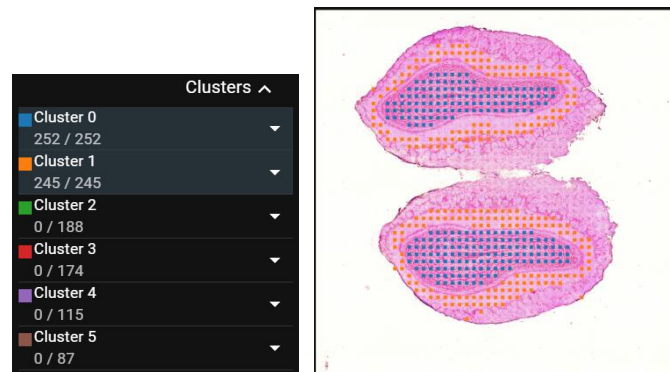 Clusters
Cluster 0
252 / 252
Cluster 1
245 / 245
Cluster 2
0 / 188
Cluster 3
0 / 174
Cluster 4
0 / 115
Cluster 5
0 / 87